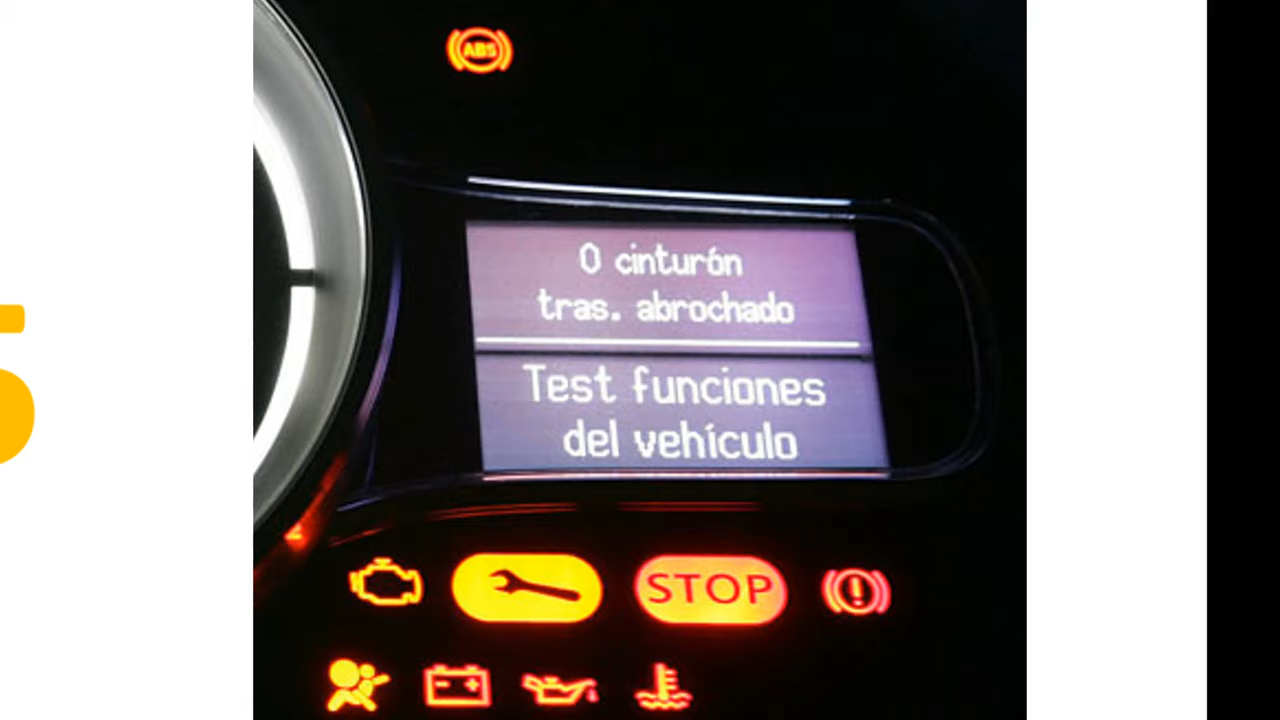 ABS
0 cinturón
tras. abrochado
Test funciones
del vehículo
STOP